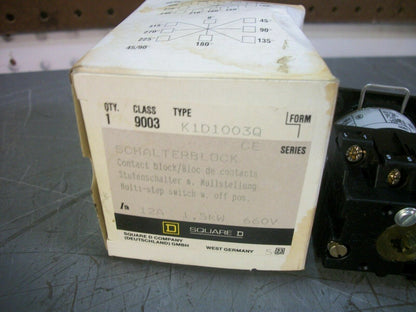 315° 45°
270° 90°
225° 135°
45/90° 180°
QTY. CLASS TYPE FORM
1 9003 K1D1003Q
CE SERIES
SCHALTERBLOCK
Contact Block/Bloc de contacts
Stufenschalter m. Nullstellung
Multi-step switch w. off pos.
12A 1,5KW 660V
D SQUARE D
SQUARE D COMPANY
(DEUTSCHLAND) GMBH WEST GERMANY